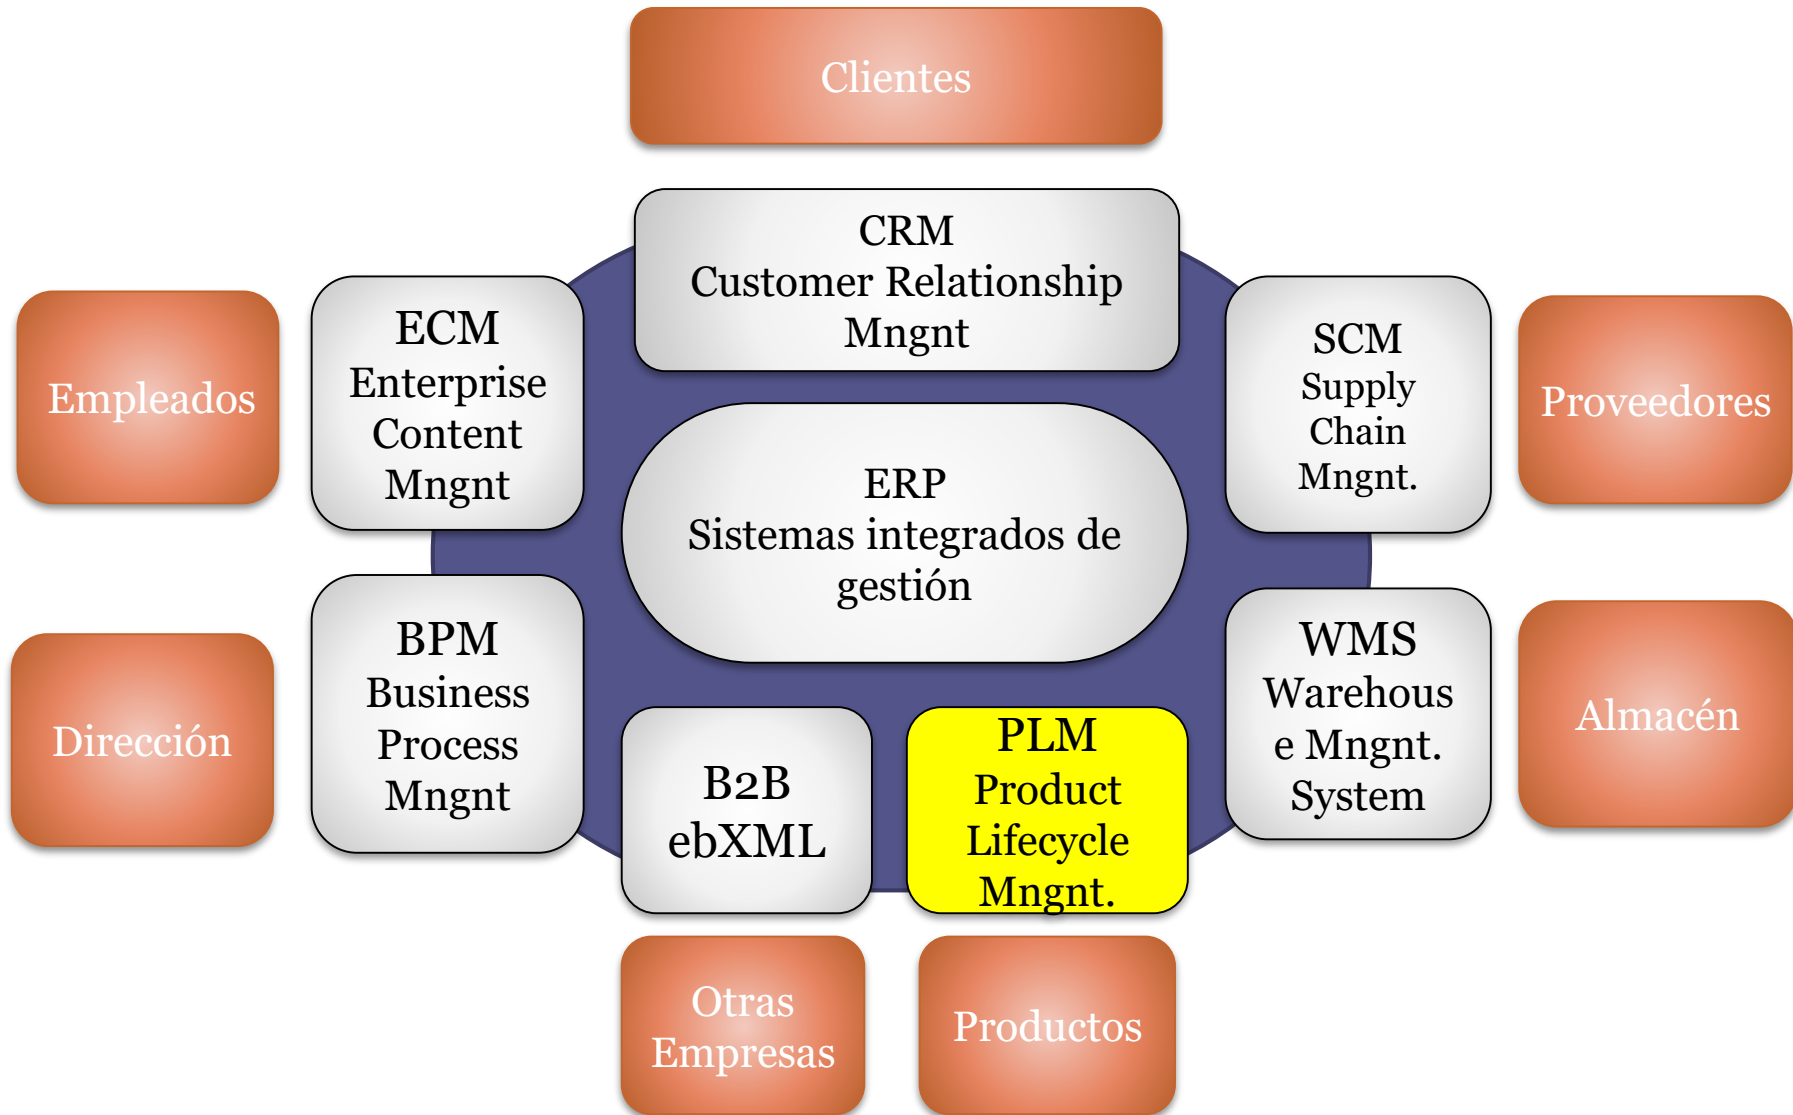 Clientes
CRM
Customer Relationship
Mngnt
Empleados
ECM
Enterprise
Content
Mngnt
SCM
Supply
Chain
Mngnt.
Proveedores
ERP
Sistemas integrados de
gestión
Dirección
BPM
Business
Process
Mngnt
WMS
Warehous
e Mngnt.
System
Almacén
B2B
ebXML
PLM
Product
Lifecycle
Mngnt.
Otras
Empresas
Productos